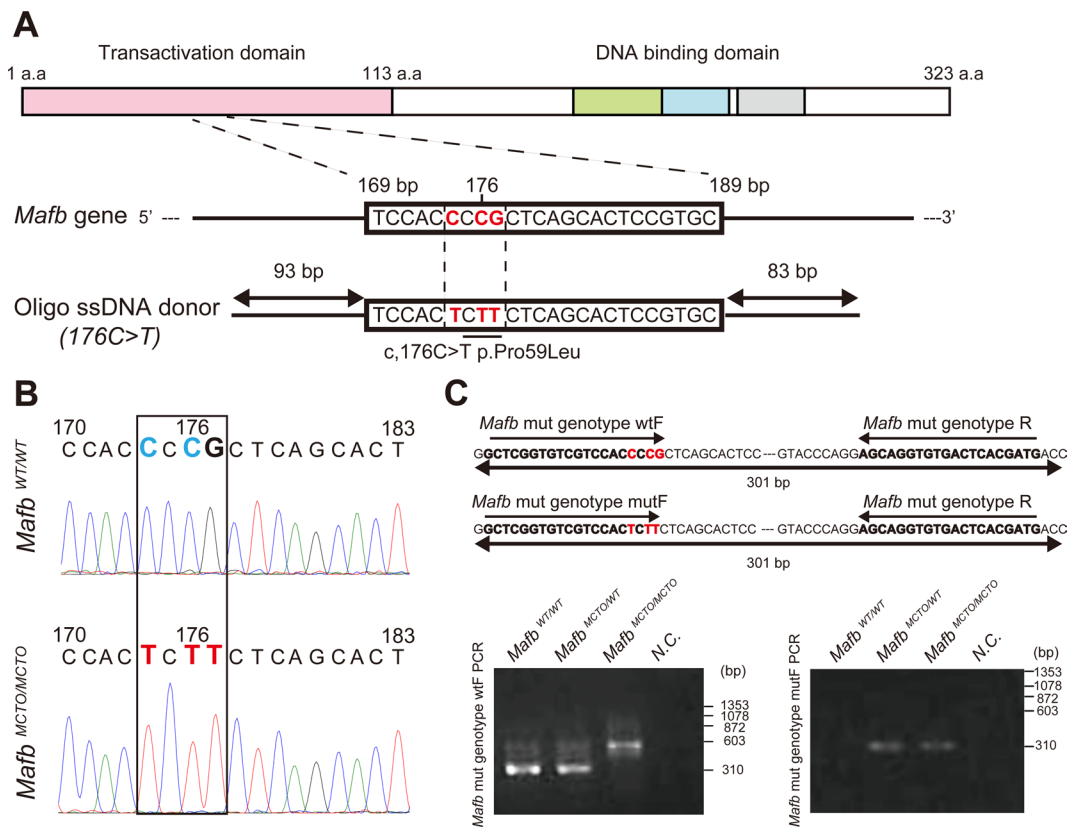 A
Transactivation domain
DNA binding domain
1 a.a
113 a.a
323 a.a
169 bp
176
189 bp
Mafb gene 5’ ---
TCCACCCCGCTCAGCACTCCGTGC
---3’
93 bp
83 bp
Oligo ssDNA donor
(176C>T)
TCCACTCTTCTCAGCACTCCGTGC
c,176C>T p.Pro59Leu
B
170 176 183
CCACCCCGCTCAGCACT
Mafb WT/WT
170 176 183
CCACTCTTCTCAGCACT
Mafb MCTO/MCTO
C
Mafb mut genotype wtF
Mafb mut genotype R
GGCTCGGTGTCGTCCACCCCGCTCAGCACTCC ---GTACCCAGGAGCAGGTGTGACTCACGATGACC
301 bp
Mafb mut genotype mutF
Mafb mut genotype R
GGCTCGGTGTCGTCCACTCTTCTCAGCACTCC --- GTACCCAGGAGCAGGTGTGACTCACGATGACC
301 bp
Mafb WT/WT
Mafb MCTO/WT
Mafb MCTO/MCTO
N.C.
(bp)
1353
1078
872
603
310
Mafb mut genotype wtF PCR
Mafb WT/WT
Mafb MCTO/WT
Mafb MCTO/MCTO
N.C.
(bp)
1353
1078
872
603
310
Mafb mut genotype mutF PCR